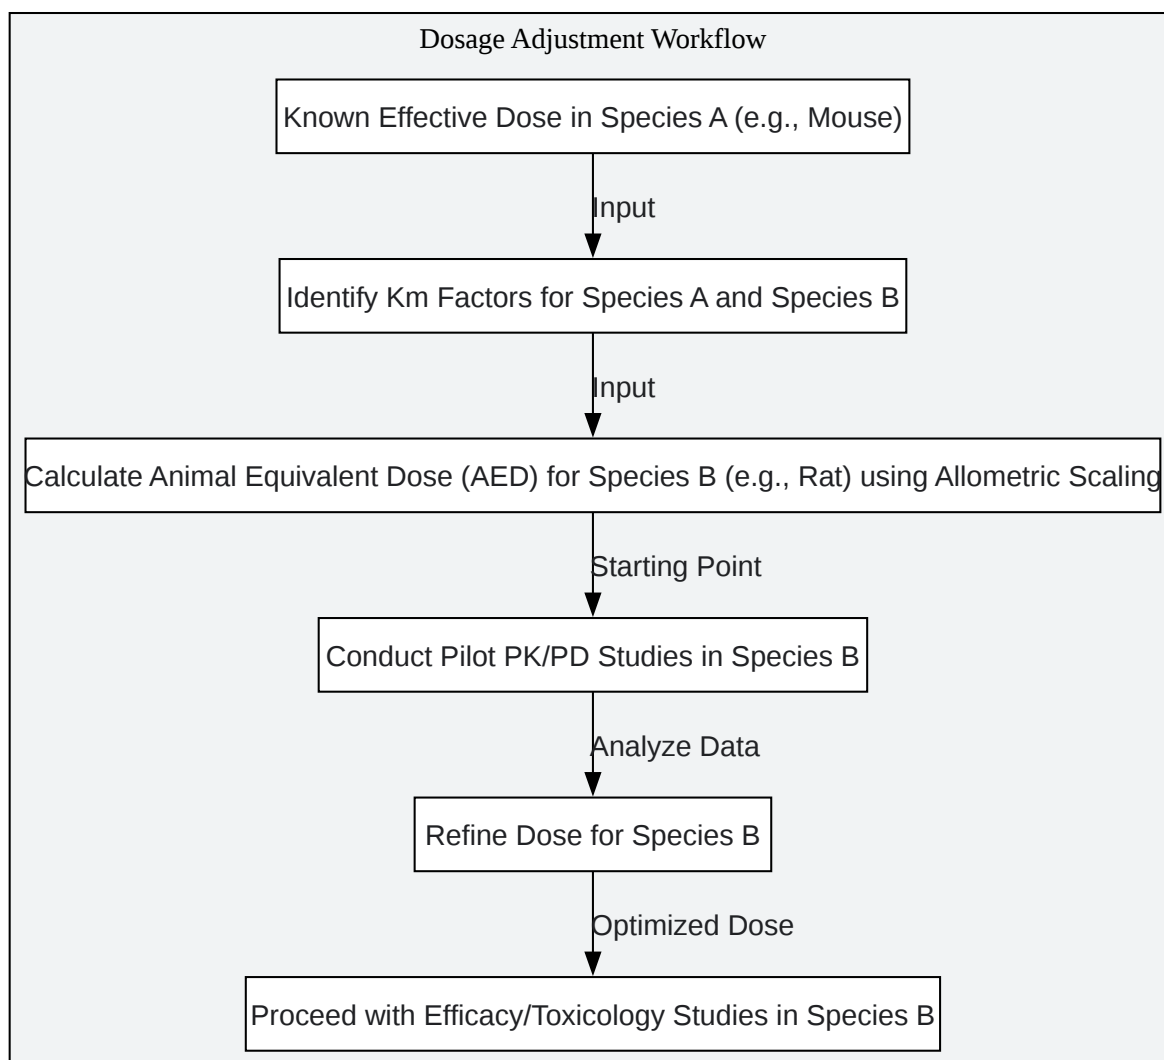 Dosage Adjustment Workflow
Known Effective Dose in Species A (e.g., Mouse)
Input
Identify Km Factors for Species A and Species B
Input
Calculate Animal Equivalent Dose (AED) for Species B (e.g., Rat) using Allometric Scaling
Starting Point
Conduct Pilot PK/PD Studies in Species B
Analyze Data
Refine Dose for Species B
Optimized Dose
Proceed with Efficacy/Toxicology Studies in Species B